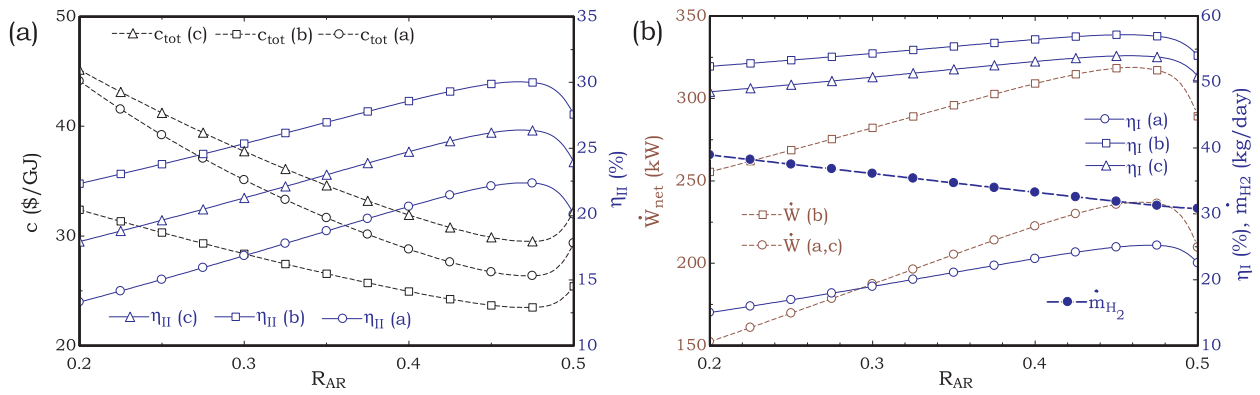 (a)
50
40
30
20
c ($/GJ)
c_tot (c) c_tot (b) c_tot (a)
η_II (c) η_II (b) η_II (a)
35
30
25
20
15
10
η_II (%)
0.2 0.3 0.4 0.5
R_AR
(b)
350
300
250
200
150
Ẇ_net (kW)
η_I (a)
η_I (b)
η_I (c)
Ẇ (b)
Ẇ (a,c)
ṁ_H2
60
50
40
30
20
10
η_I (%), ṁ_H2 (kg/day)
0.2 0.3 0.4 0.5
R_AR